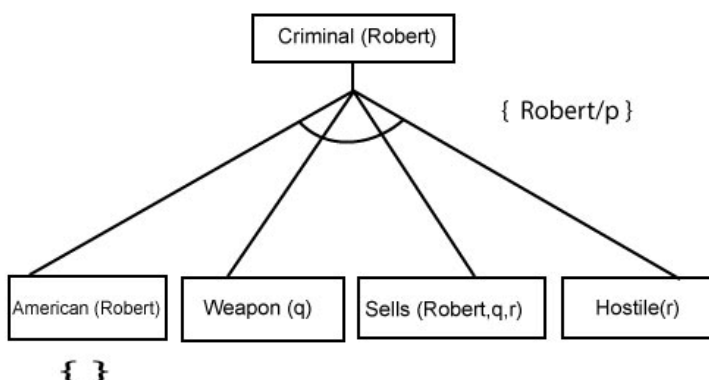 Criminal (Robert)
{ Robert/p }
American (Robert)
Weapon (q)
Sells (Robert,q,r)
Hostile(r)
{ }